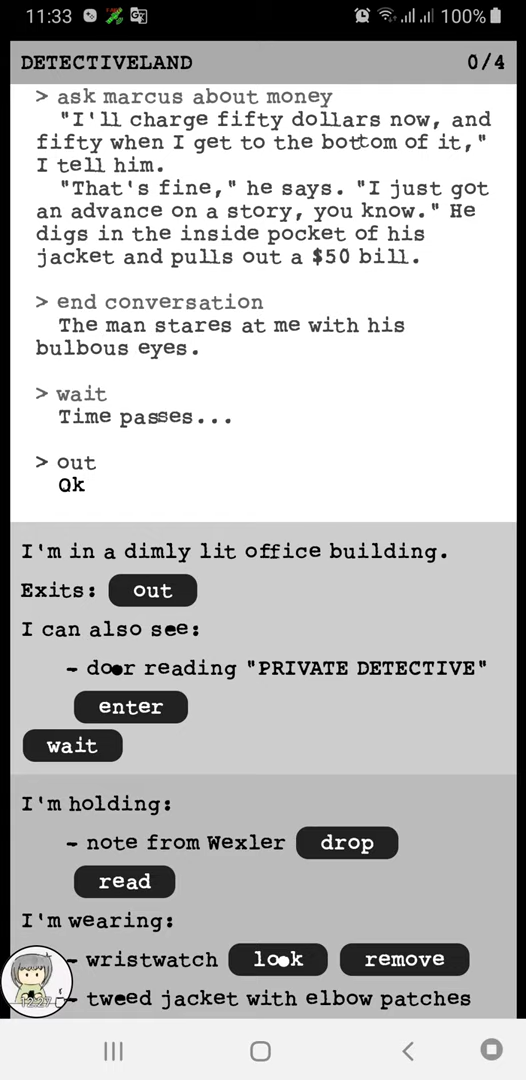 11:33 100%
DETECTIVELAND 0/4
> ask marcus about money
"I'll charge fifty dollars now, and
fifty when I get to the bottom of it,"
I tell him.
"That's fine," he says. "I just got
an advance on a story, you know." He
digs in the inside pocket of his
jacket and pulls out a $50 bill.
> end conversation
The man stares at me with his
bulbous eyes.
> wait
Time passes...
> out
Ok
I'm in a dimly lit office building.
Exits: out
I can also see:
- door reading "PRIVATE DETECTIVE"
enter
wait
I'm holding:
- note from Wexler drop
read
I'm wearing:
- wristwatch look remove
12:27
- tweed jacket with elbow patches